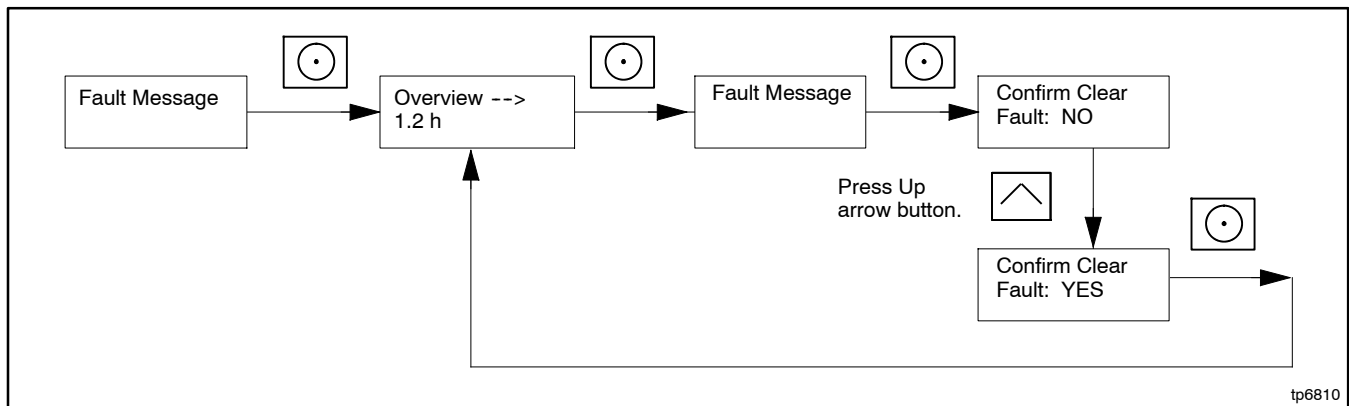 Fault Message
Overview -->
1.2 h
Fault Message
Confirm Clear
Fault: NO
Press Up
arrow button.
Confirm Clear
Fault: YES
tp6810